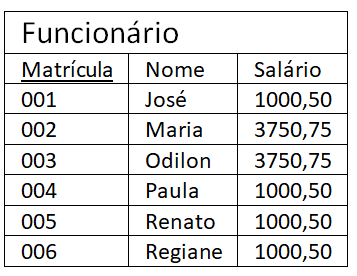 Funcionário
Matrícula Nome Salário
001 José 1000,50
002 Maria 3750,75
003 Odilon 3750,75
004 Paula 1000,50
005 Renato 1000,50
006 Regiane 1000,50